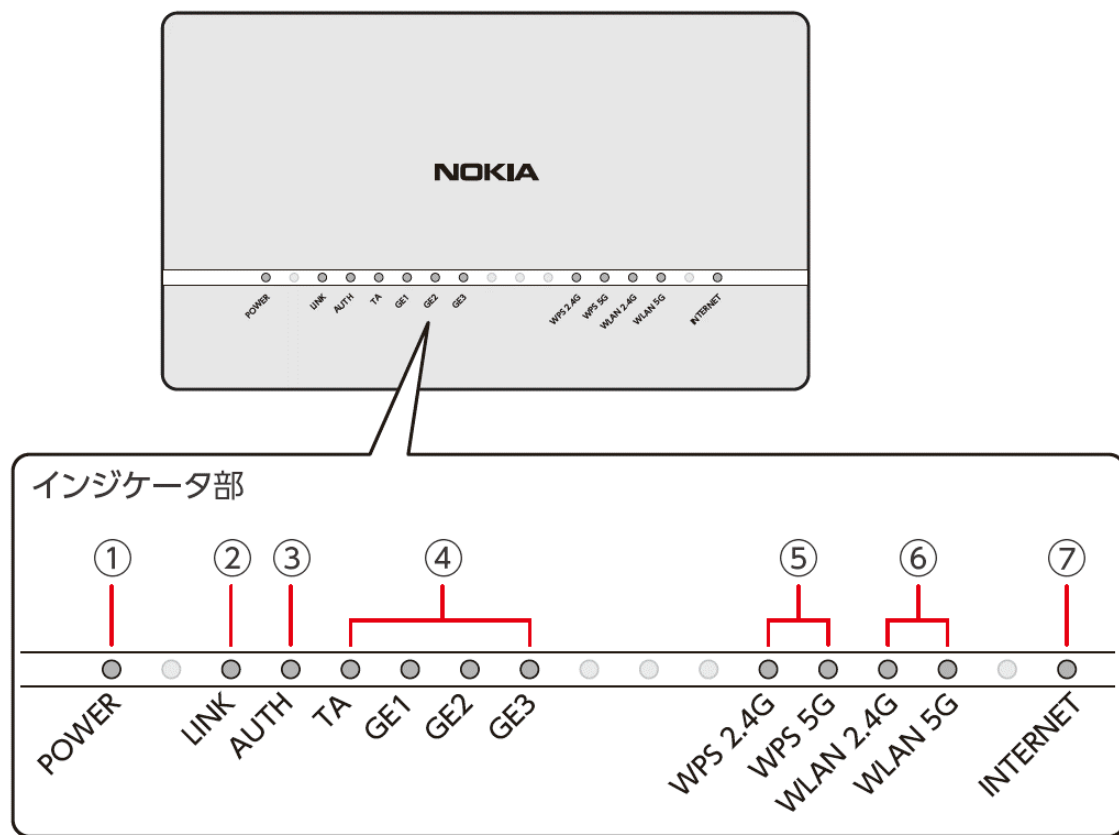 NOKIA
POWER LINK AUTH TA GE1 GE2 GE3 WPS 2.4G WPS 5G WLAN 2.4G WLAN 5G INTERNET
インジケータ部
① ② ③ ④ ⑤ ⑥ ⑦
POWER LINK AUTH TA GE1 GE2 GE3 WPS 2.4G WPS 5G WLAN 2.4G WLAN 5G INTERNET